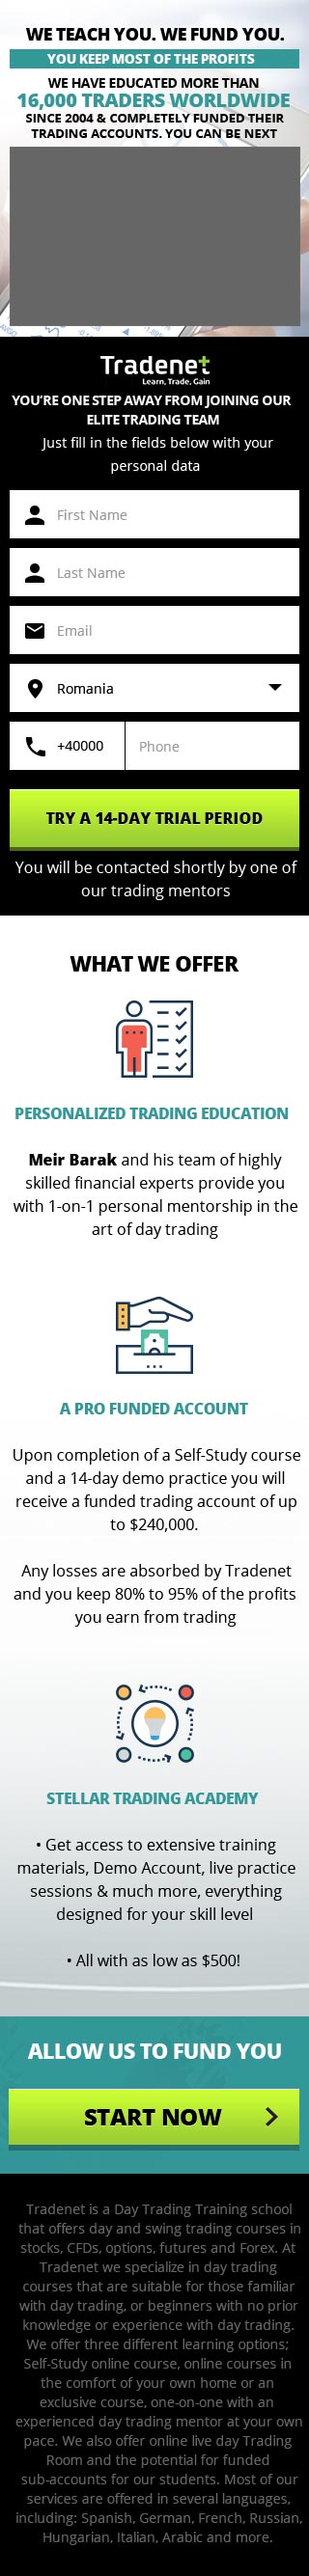 WE TEACH YOU. WE FUND YOU.
YOU KEEP MOST OF THE PROFITS
WE HAVE EDUCATED MORE THAN
16,000 TRADERS WORLDWIDE
SINCE 2004 & COMPLETELY FUNDED THEIR
TRADING ACCOUNTS. YOU CAN BE NEXT
Tradenet
Learn, Trade, Gain
YOU'RE ONE STEP AWAY FROM JOINING OUR
ELITE TRADING TEAM
Just fill in the fields below with your
personal data
First Name
Last Name
Email
Romania
+40000 Phone
TRY A 14-DAY TRIAL PERIOD
You will be contacted shortly by one of
our trading mentors
WHAT WE OFFER
PERSONALIZED TRADING EDUCATION
Meir Barak and his team of highly
skilled financial experts provide you
with 1-on-1 personal mentorship in the
art of day trading
A PRO FUNDED ACCOUNT
Upon completion of a Self-Study course
and a 14-day demo practice you will
receive a funded trading account of up
to $240,000.
Any losses are absorbed by Tradenet
and you keep 80% to 95% of the profits
you earn from trading
STELLAR TRADING ACADEMY
• Get access to extensive training
materials, Demo Account, live practice
sessions & much more, everything
designed for your skill level
• All with as low as $500!
ALLOW US TO FUND YOU
START NOW
Tradenet is a Day Trading Training school
that offers day and swing trading courses in
stocks, CFDs, options, futures and Forex. At
Tradenet we specialize in day trading
courses that are suitable for those familiar
with day trading, or beginners with no prior
knowledge or experience with day trading.
We offer three different learning options;
Self-Study online course, online courses in
the comfort of your own home or an
exclusive course, one-on-one with an
experienced day trading mentor at your own
pace. We also offer online live day Trading
Room and the potential for funded
sub-accounts for our students. Most of our
services are offered in several languages,
including: Spanish, German, French, Russian,
Hungarian, Italian, Arabic and more.